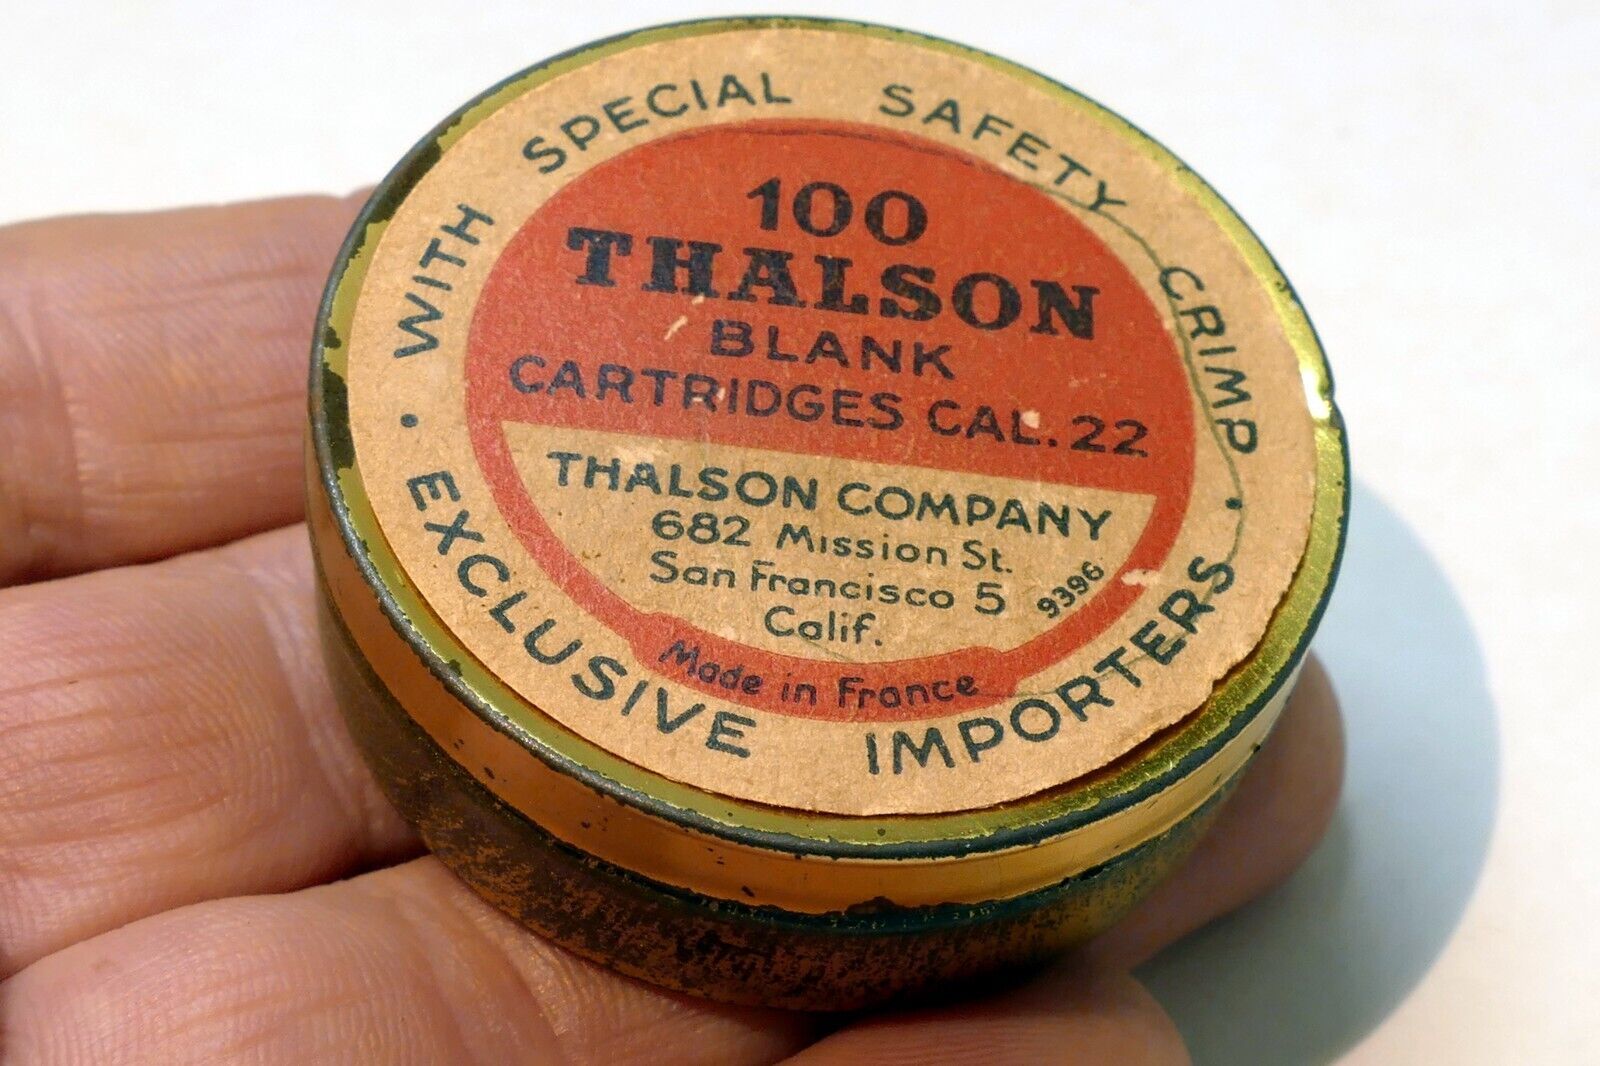 • WITH SPECIAL SAFETY CRIMP •
100
THALSON
BLANK
CARTRIDGES CAL. 22
THALSON COMPANY
682 Mission St.
San Francisco 5
Calif.
9396
Made in France
EXCLUSIVE IMPORTERS